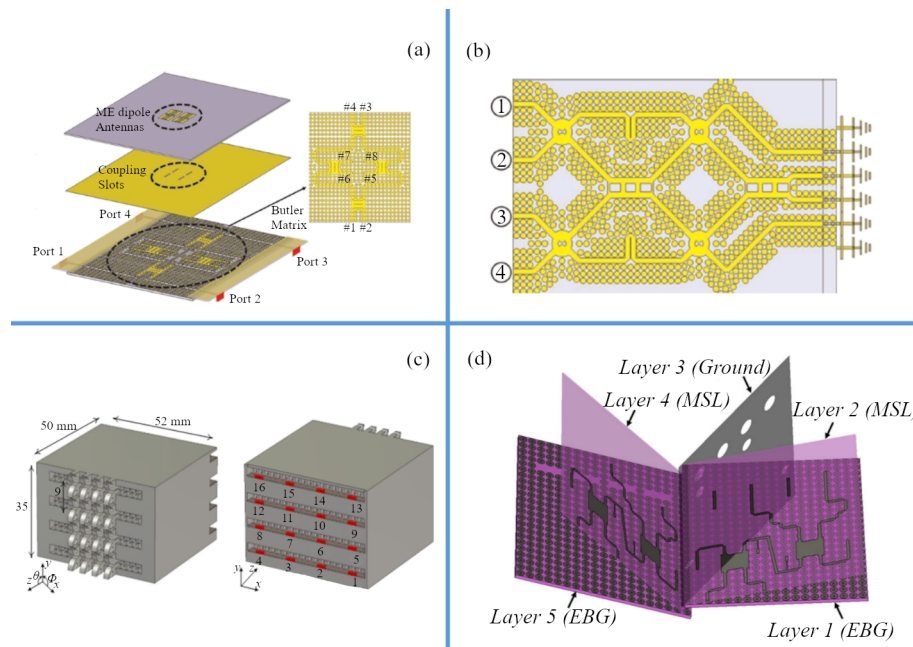 (a)
ME dipole
Antennas
Coupling
Slots
Port 4
Port 1
Port 2
Port 3
Butler
Matrix
#4 #3
#7 #8
#6 #5
#1 #2
(b)
①
②
③
④
(c)
50 mm
52 mm
35
9
y
z θ Φ x
16 15 14 13
12 11 10 9
8 7 6 5
4 3 2 1
y z
x
(d)
Layer 3 (Ground)
Layer 4 (MSL)
Layer 2 (MSL)
Layer 5 (EBG)
Layer 1 (EBG)